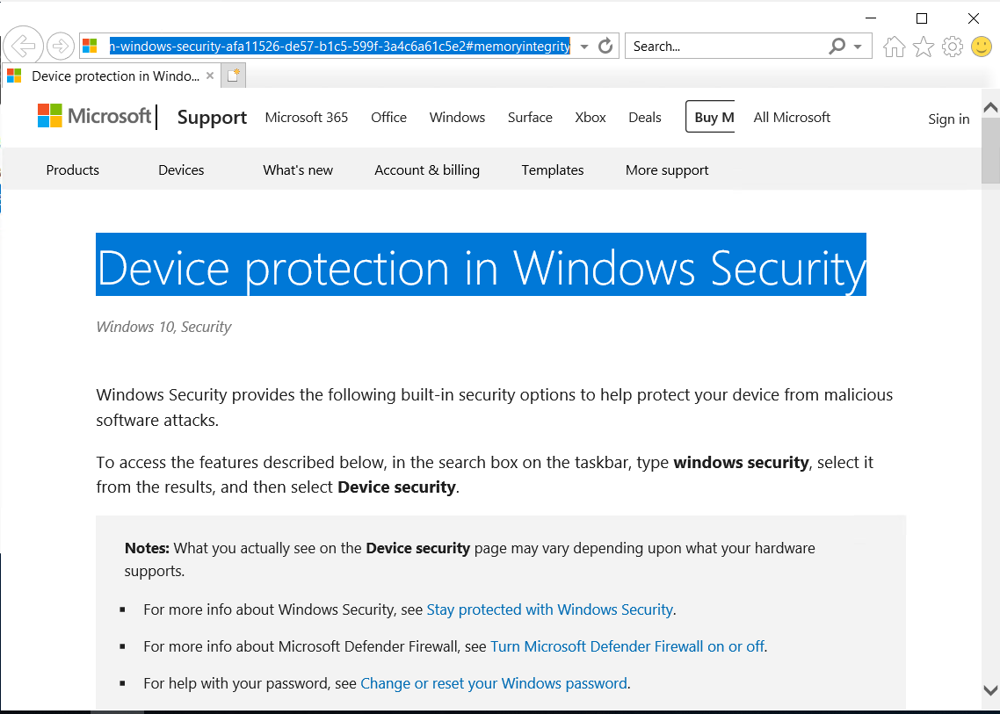 n-windows-security-afa11526-de57-b1c5-599f-3a4c6a61c5e2#memoryintegrity
Search...
Device protection in Windo...
Microsoft
Support
Microsoft 365
Office
Windows
Surface
Xbox
Deals
Buy M
All Microsoft
Sign in
Products
Devices
What's new
Account & billing
Templates
More support
Device protection in Windows Security
Windows 10, Security
Windows Security provides the following built-in security options to help protect your device from malicious
software attacks.
To access the features described below, in the search box on the taskbar, type windows security, select it
from the results, and then select Device security.
Notes: What you actually see on the Device security page may vary depending upon what your hardware
supports.
▪ For more info about Windows Security, see Stay protected with Windows Security.
▪ For more info about Microsoft Defender Firewall, see Turn Microsoft Defender Firewall on or off.
▪ For help with your password, see Change or reset your Windows password.